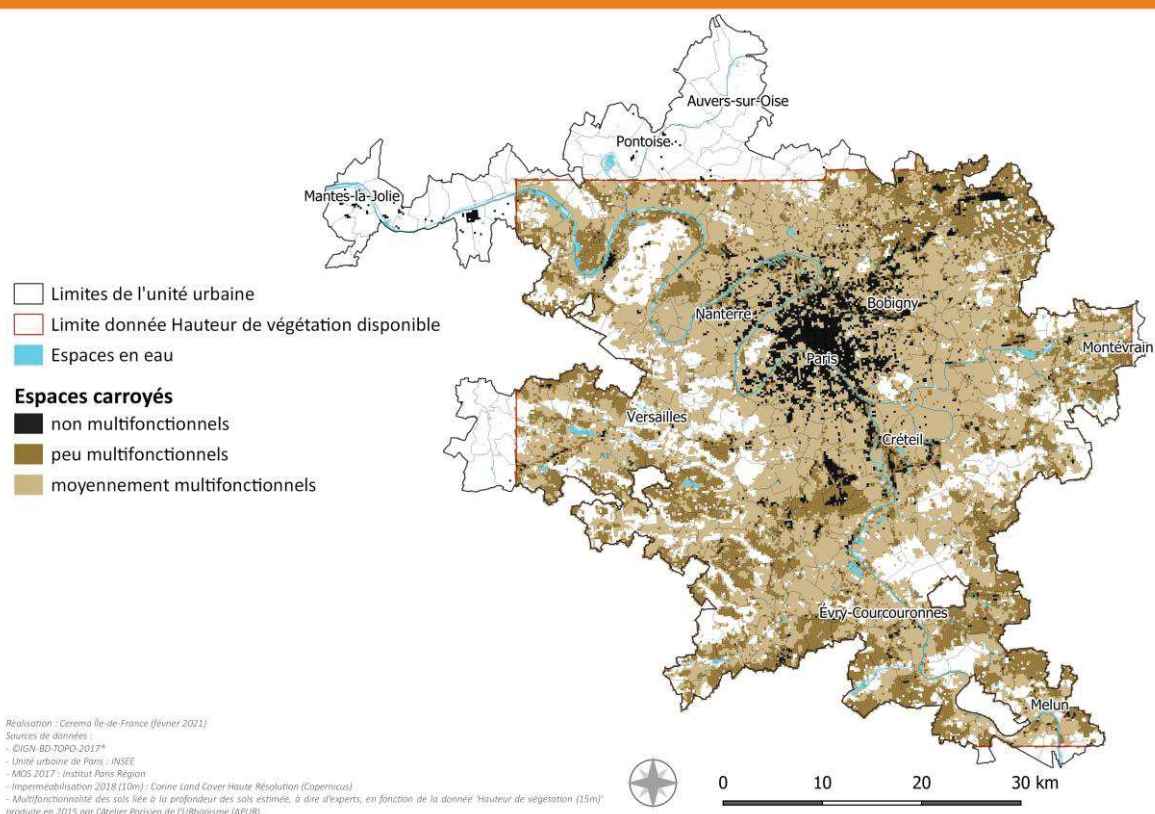 Auvers-sur-Oise
Pontoise
Mantes-la-Jolie
Limites de l'unité urbaine
Limite donnée Hauteur de végétation disponible
Espaces en eau
Espaces carroyés
non multifonctionnels
peu multifonctionnels
moyennement multifonctionnels
Nanterre
Bobigny
Paris
Montévrain
Versailles
Créteil
Évry-Courcouronnes
Melun
Réalisation : Cerema Île-de-France (février 2021)
Sources de données :
- ©IGN-BD-TOPO-2017®
- Unité urbaine de Paris : INSEE
- MOS 2017 : Institut Paris Région
- Imperméabilisation 2018 (10m) : Corine Land Cover Haute Résolution (Copernicus)
- Multifonctionnalité des sols liée à la profondeur des sols estimée, à dire d'experts, en fonction de la donnée 'Hauteur de végétation (15m)'
produite en 2015 par l'Atelier Parisien de l'URbanisme (APUR)
0 10 20 30 km